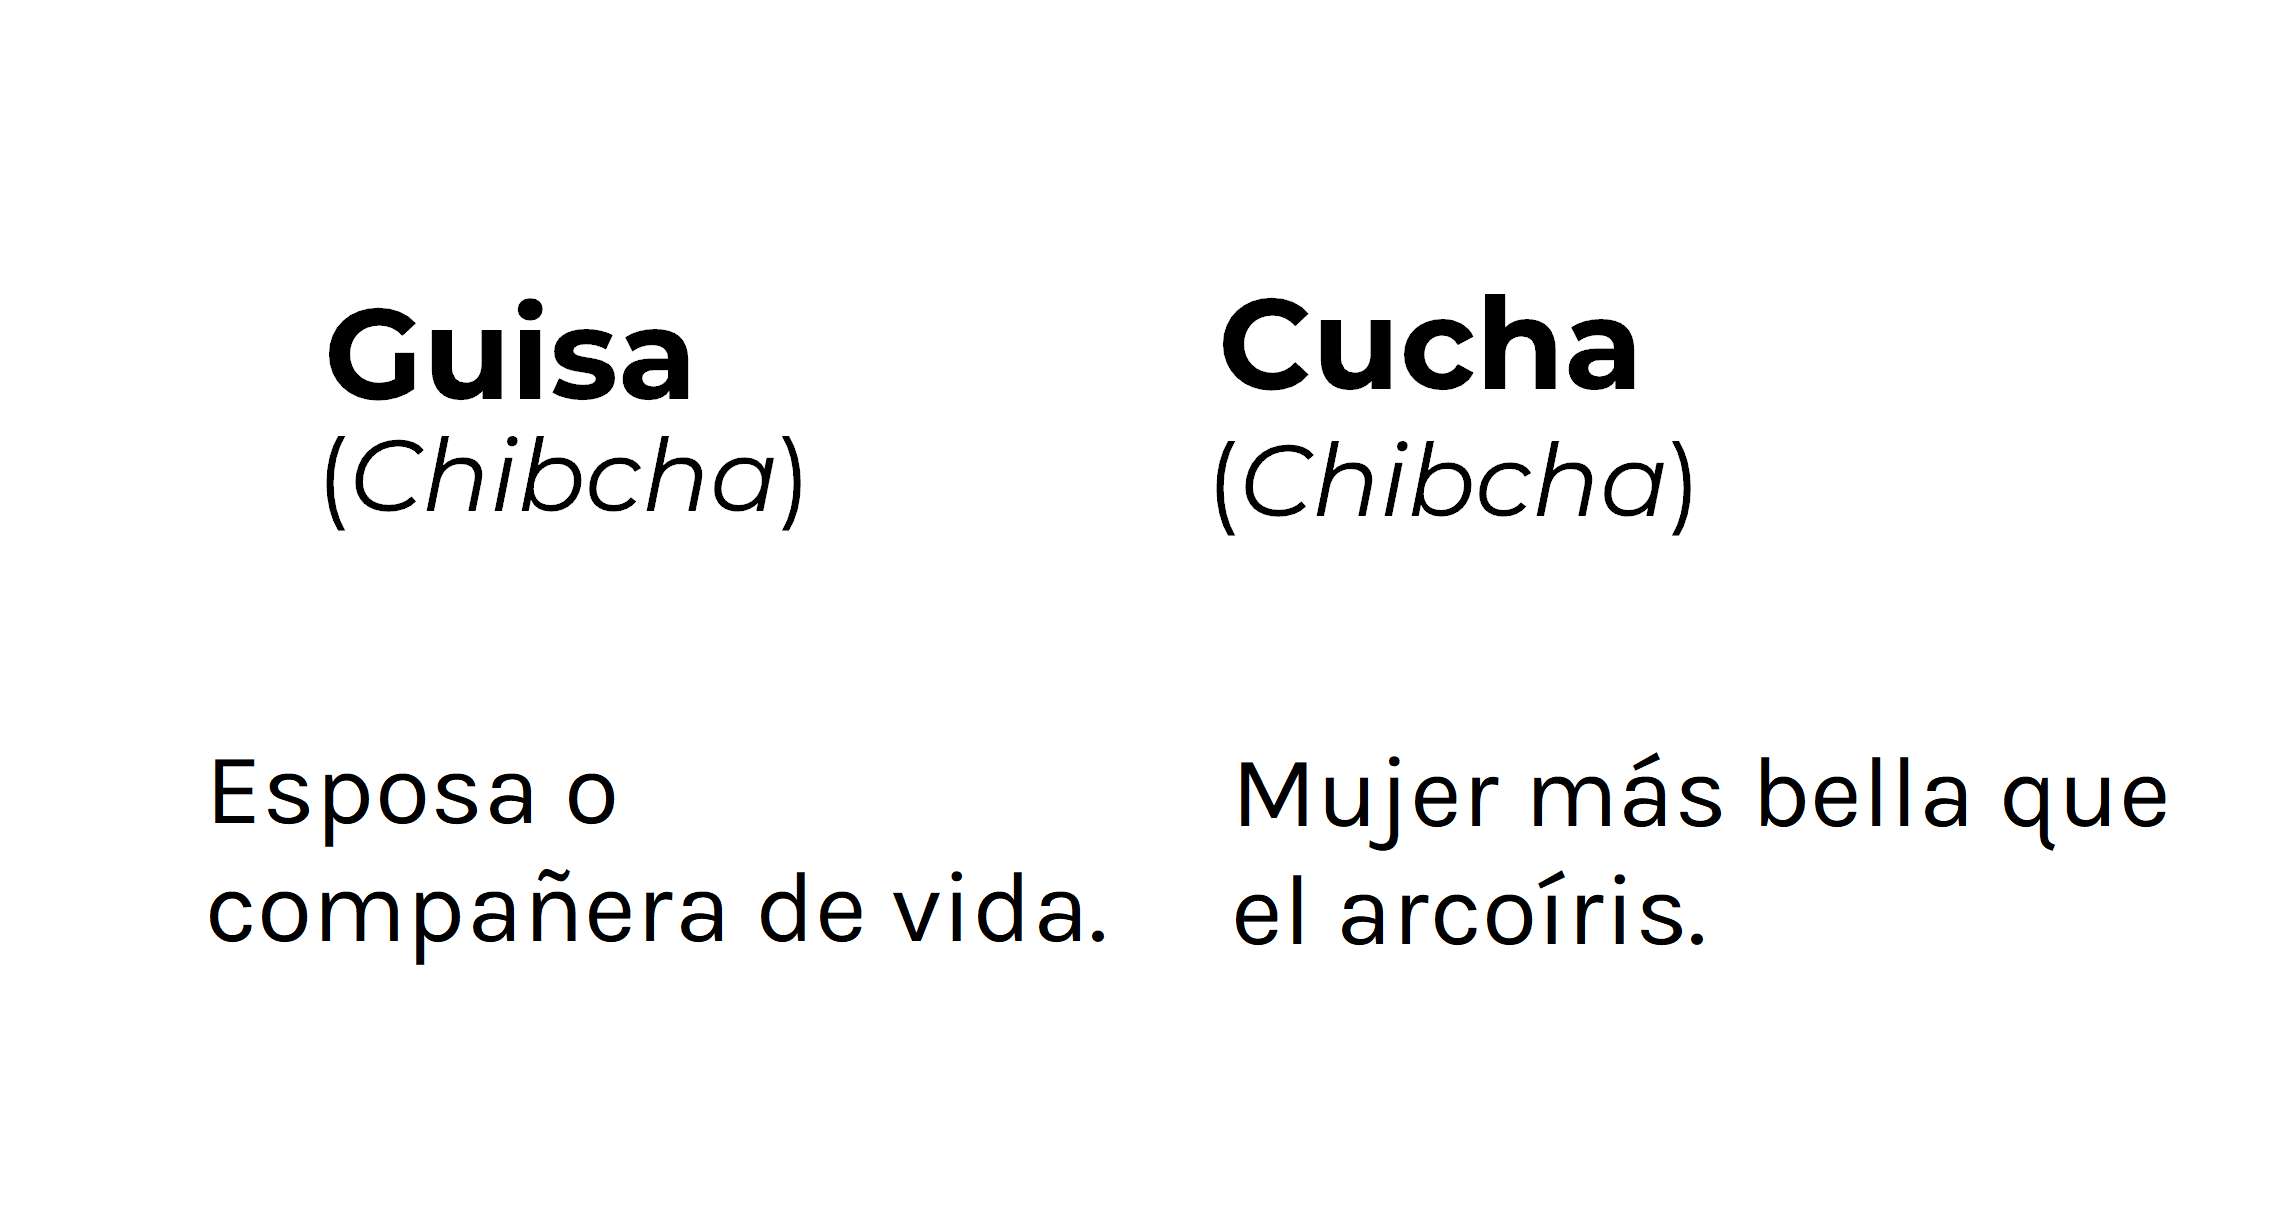 Guisa
(Chibcha)
Esposa o
compañera de vida.
Cucha
(Chibcha)
Mujer más bella que
el arcoíris.